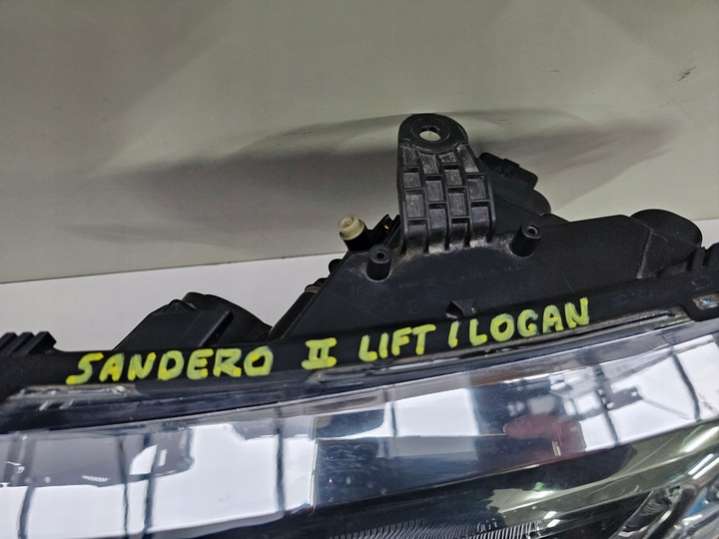 SANDERO II LIFT / LOGAN